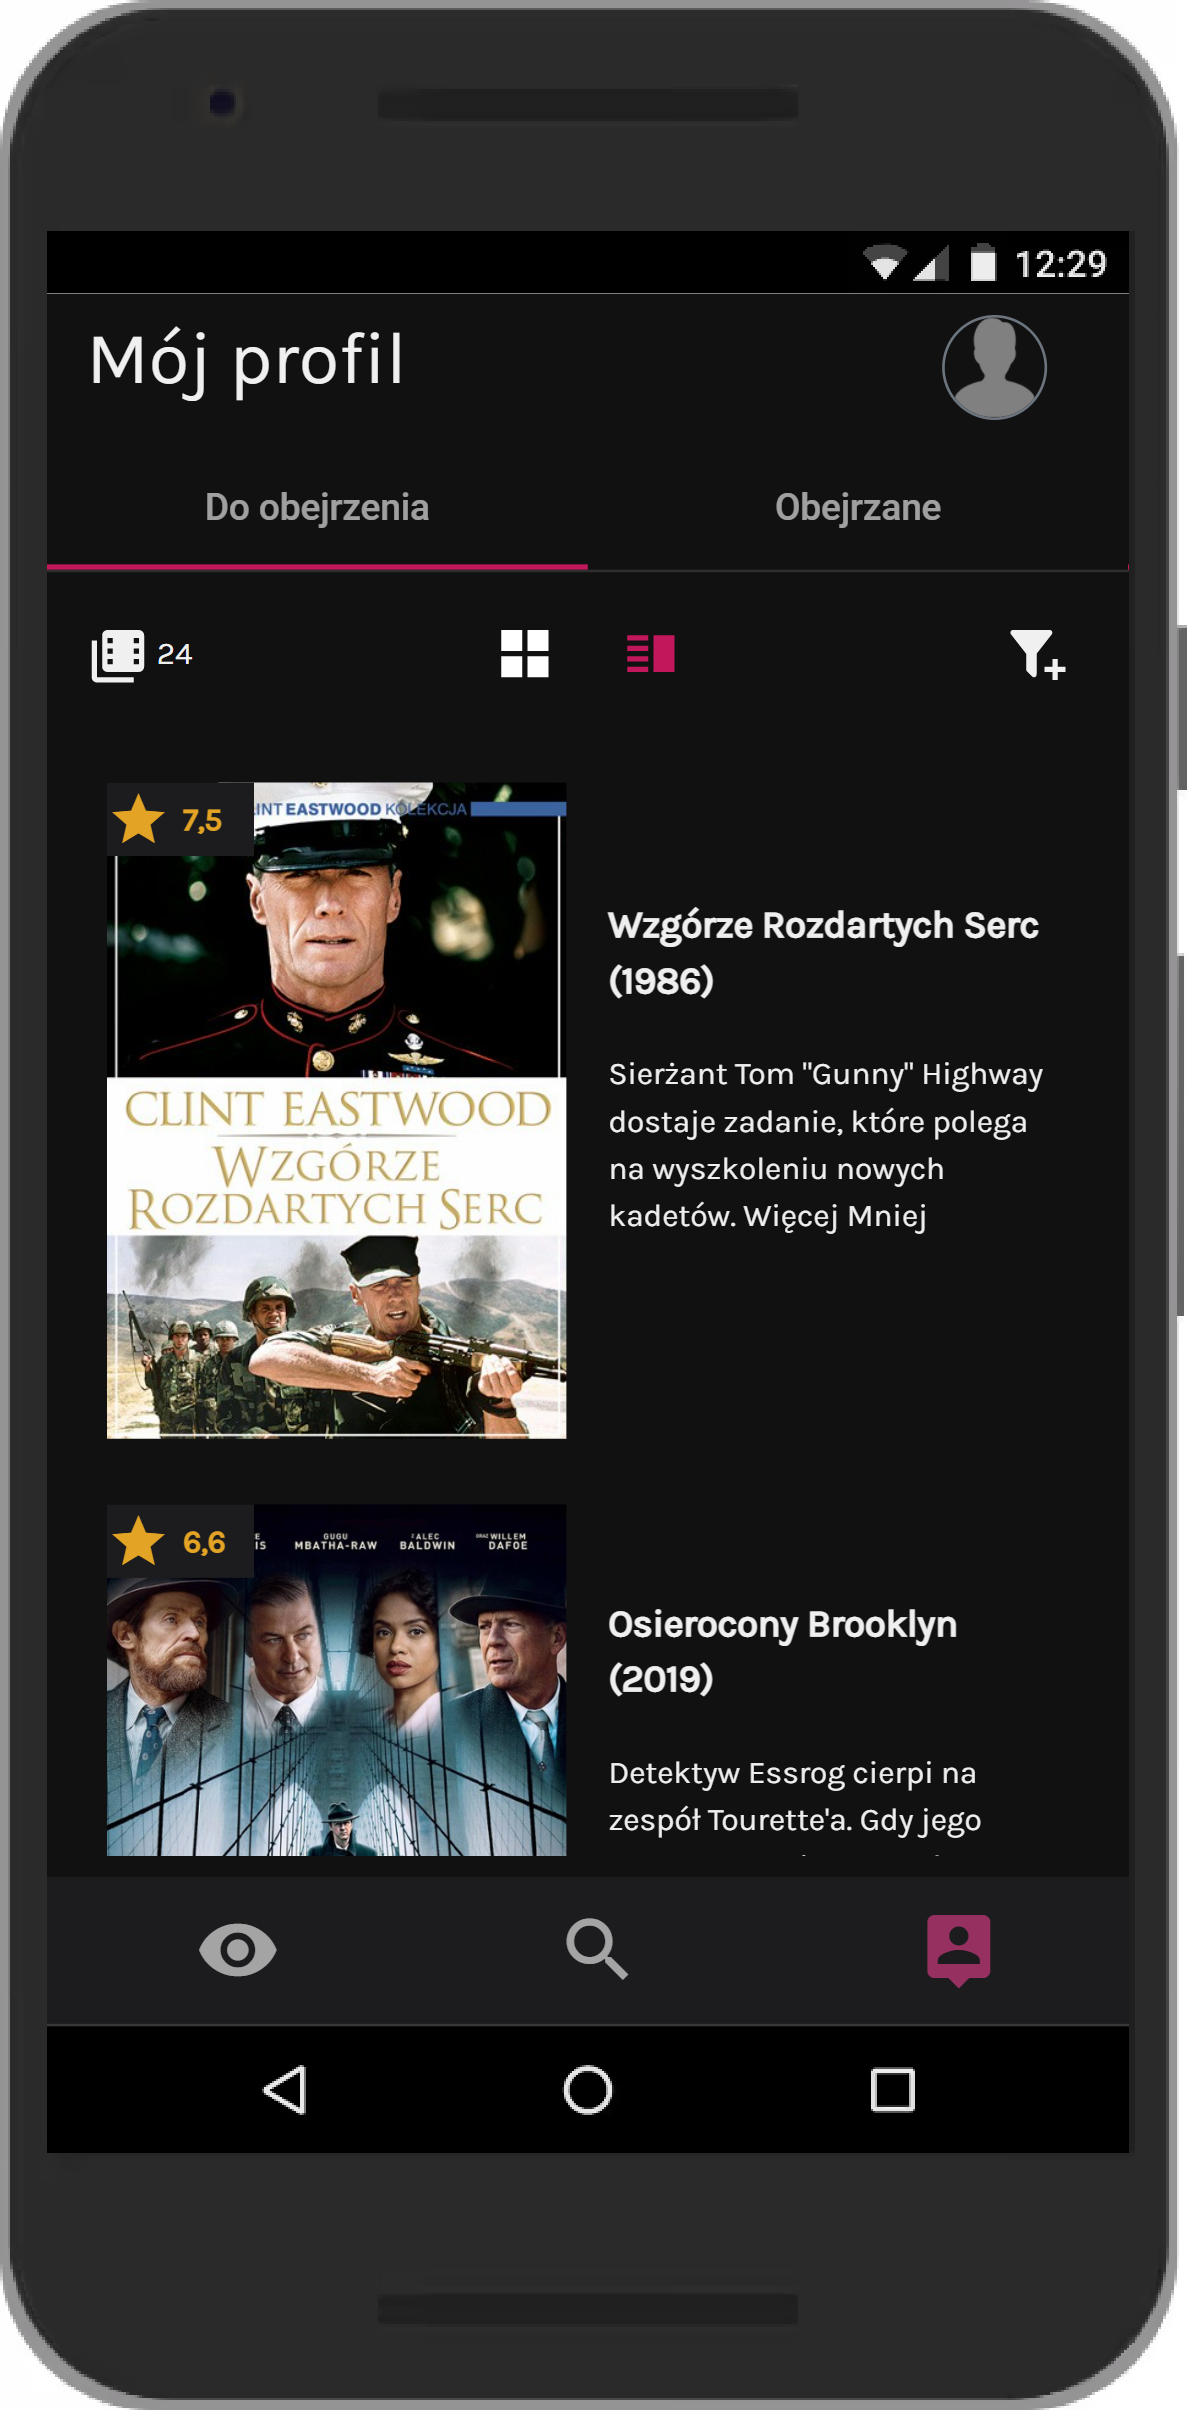 12:29
Mój profil
Do obejrzenia
Obejrzane
24
7,5
EASTWOOD KOLEKCJA
CLINT EASTWOOD
WZGÓRZE
ROZDARTYCH SERC
Wzgórze Rozdartych Serc
(1986)
Sierżant Tom "Gunny" Highway
dostaje zadanie, które polega
na wyszkoleniu nowych
kadetów. Więcej Mniej
6,6
GUGU
MBATHA-RAW
Z ALEC
BALDWIN
ORAZ WILLEM
DAFOE
Osierocony Brooklyn
(2019)
Detektyw Essrog cierpi na
zespół Tourette'a. Gdy jego